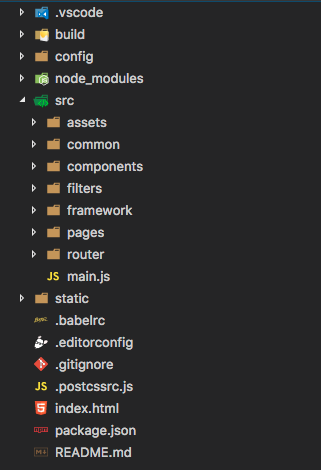 .vscode
build
config
node_modules
src
assets
common
components
filters
framework
pages
router
JS main.js
static
.babelrc
.editorconfig
.gitignore
JS .postcssrc.js
index.html
package.json
README.md